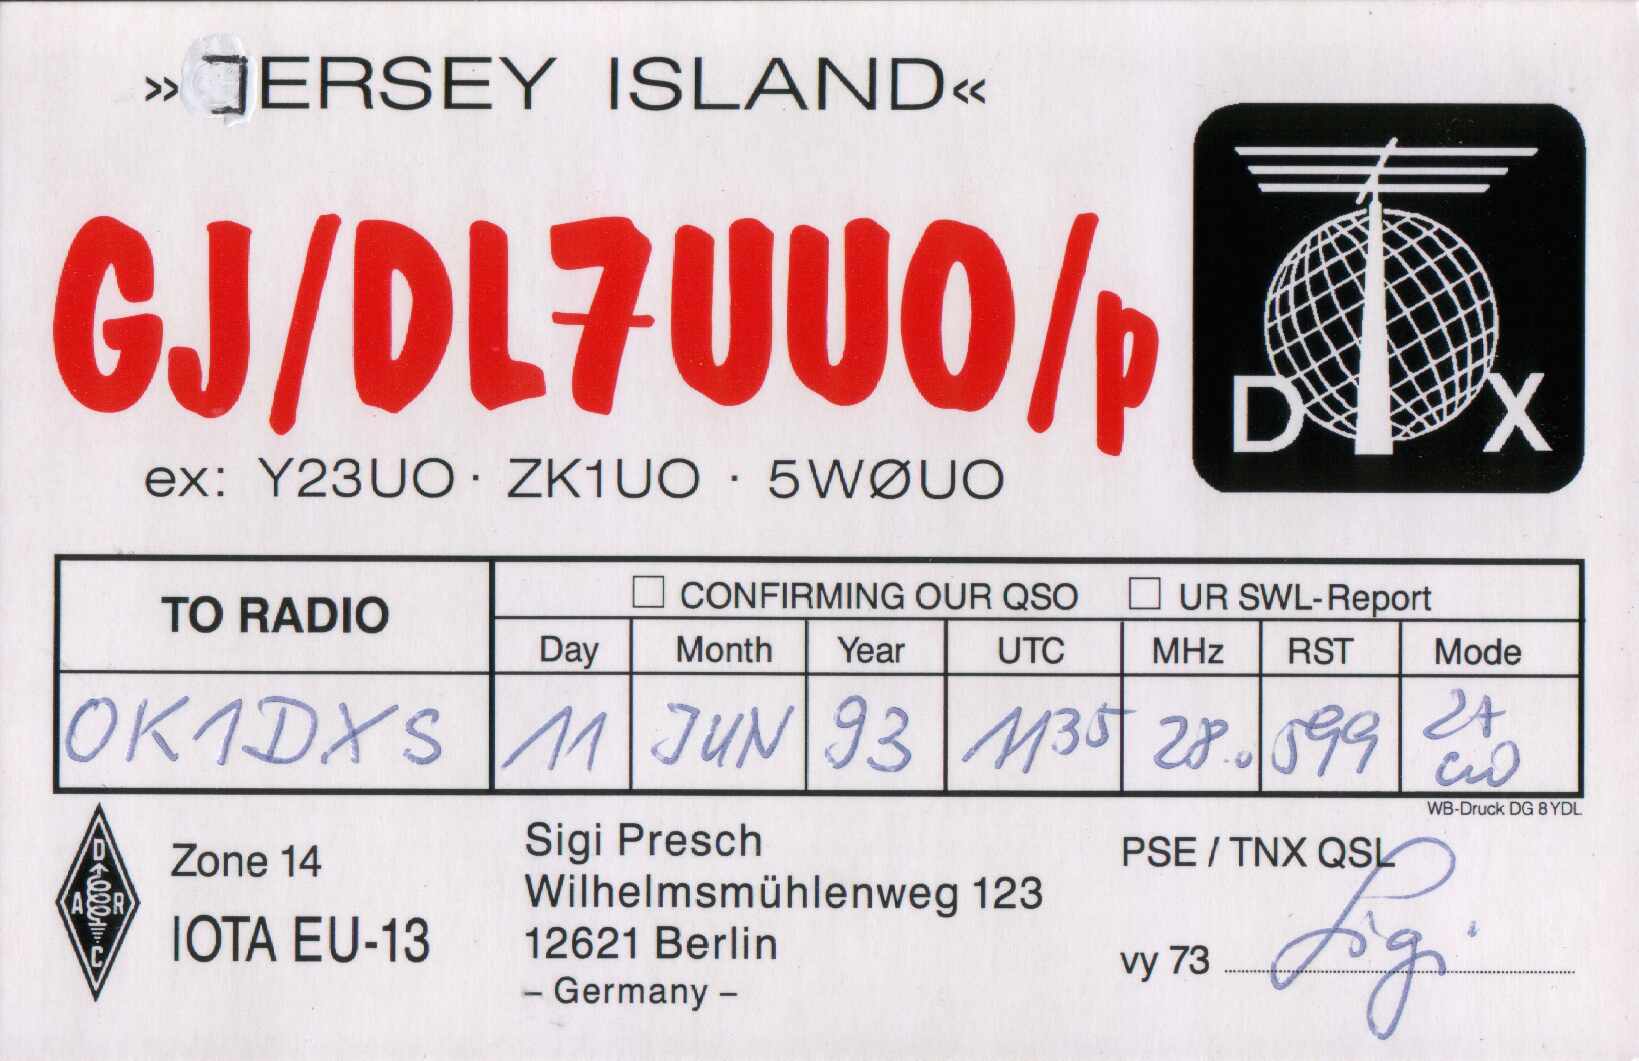 »JERSEY ISLAND«
GJ/DL7UUO/p
D X
ex: Y23UO · ZK1UO · 5WØUO
TO RADIO
☐ CONFIRMING OUR QSO ☐ UR SWL-Report
Day Month Year UTC MHz RST Mode
OK1DXS 11 JUN 93 1135 28.0 599 2x
CW
WB-Druck DG 8 YDL
DARC
Zone 14
IOTA EU-13
Sigi Presch
Wilhelmsmühlenweg 123
12621 Berlin
– Germany –
PSE / TNX QSL
vy 73 Sigi